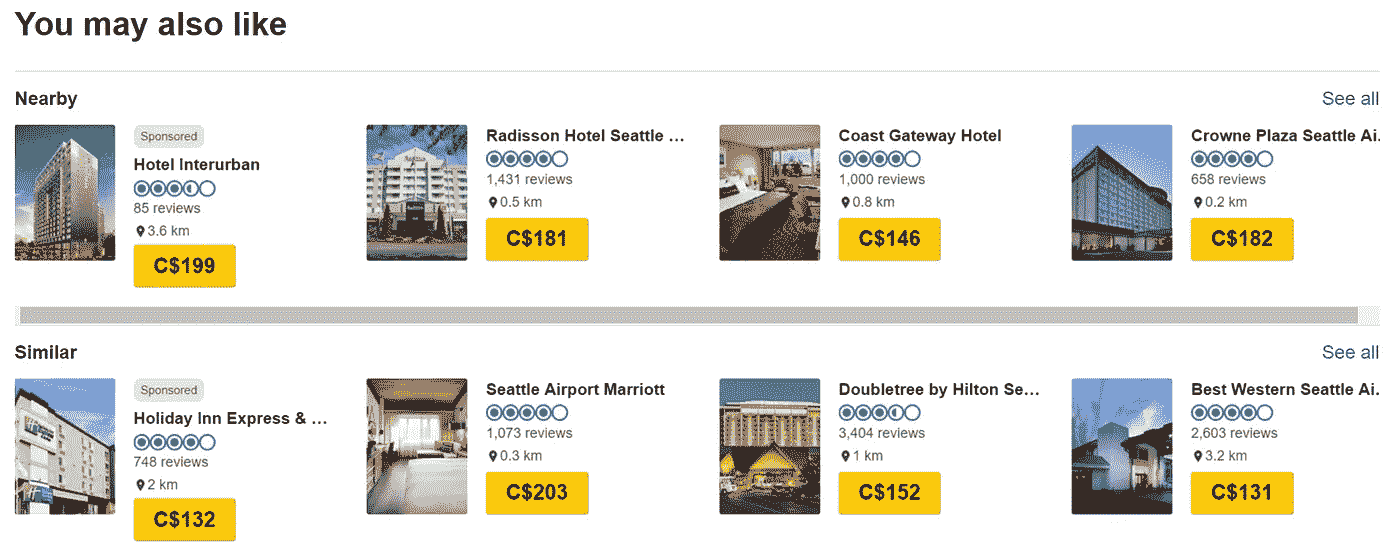 You may also like
Nearby
See all
Sponsored
Hotel Interurban
85 reviews
3.6 km
C$199
Radisson Hotel Seattle ...
1,431 reviews
0.5 km
C$181
Coast Gateway Hotel
1,000 reviews
0.8 km
C$146
Crowne Plaza Seattle Ai.
658 reviews
0.2 km
C$182
Similar
See all
Sponsored
Holiday Inn Express & ...
748 reviews
2 km
C$132
Seattle Airport Marriott
1,073 reviews
0.3 km
C$203
Doubletree by Hilton Se...
3,404 reviews
1 km
C$152
Best Western Seattle Ai.
2,603 reviews
3.2 km
C$131